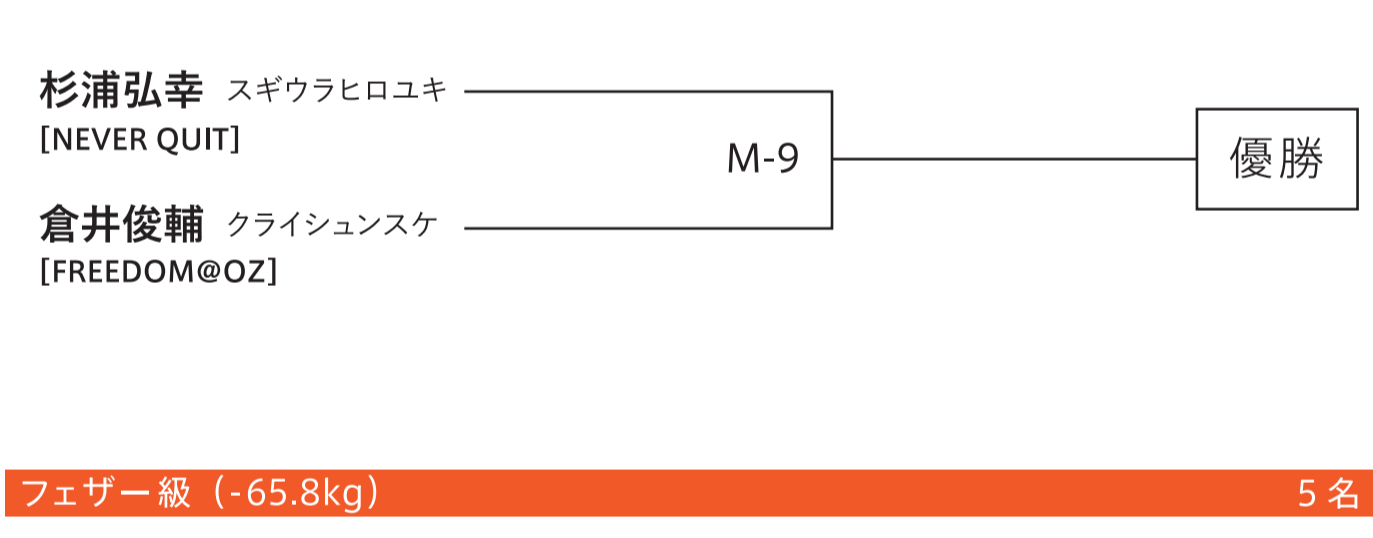 杉浦弘幸 スギウラヒロユキ
[NEVER QUIT]
M-9
優勝
倉井俊輔 クライシュンスケ
[FREEDOM@OZ]
フェザー級（-65.8kg） 5 名